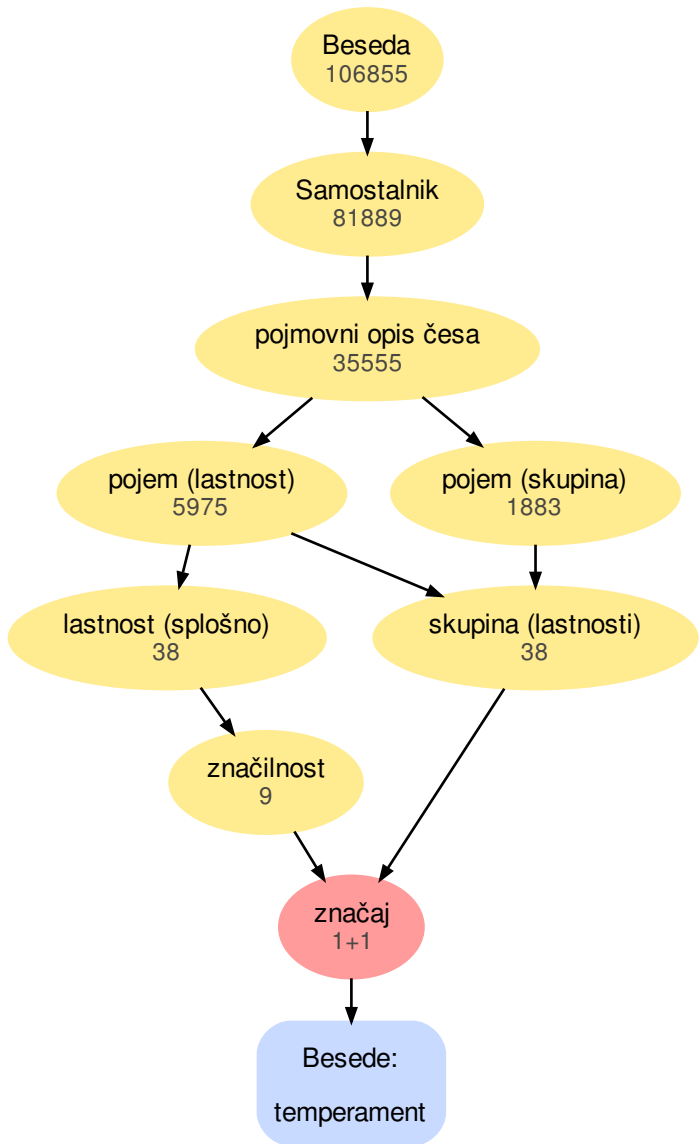 Beseda
106855
Samostalnik
81889
pojmovni opis česa
35555
pojem (lastnost)
5975
pojem (skupina)
1883
lastnost (splošno)
38
skupina (lastnosti)
38
značilnost
9
značaj
1+1
Besede:
temperament